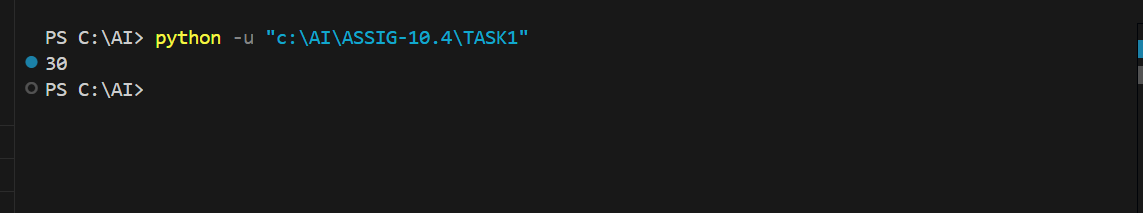 PS C:\AI> python -u "c:\AI\ASSIG-10.4\TASK1"
30
PS C:\AI>